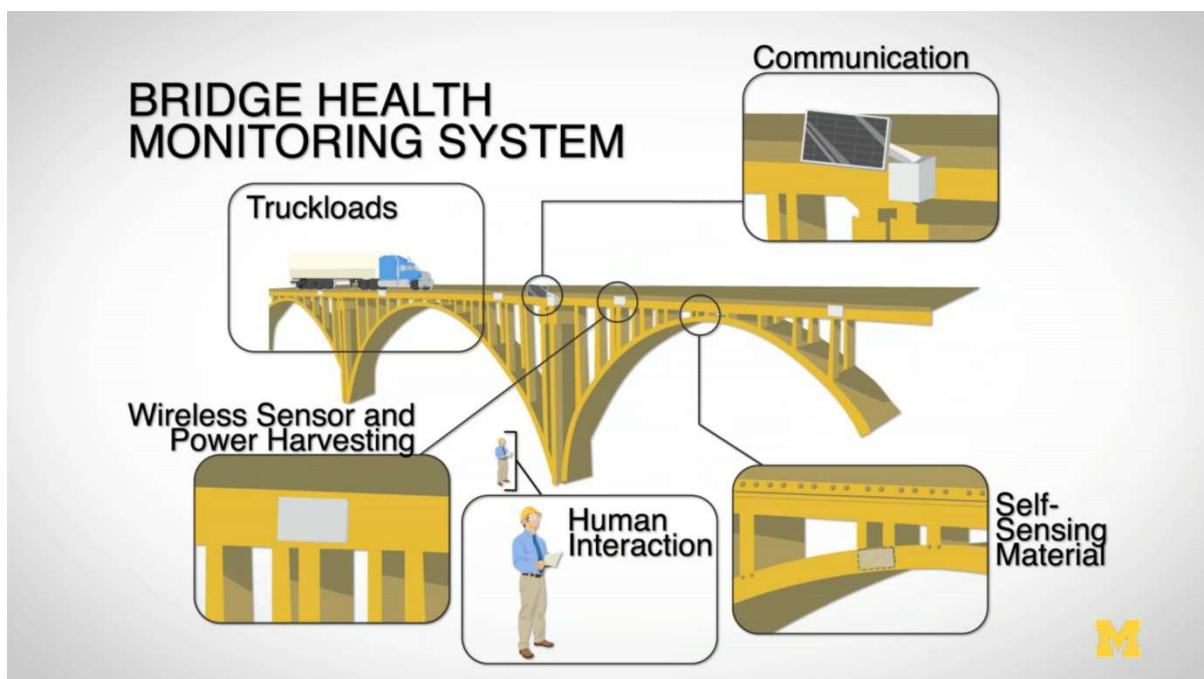 BRIDGE HEALTH
MONITORING SYSTEM
Communication
Truckloads
Wireless Sensor and
Power Harvesting
Human
Interaction
Self-
Sensing
Material
M